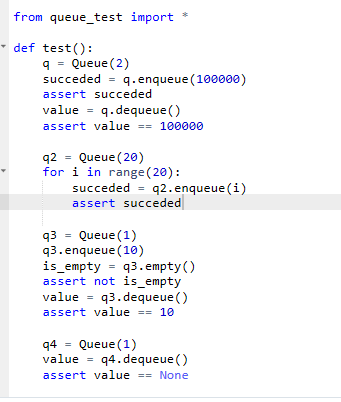 from queue_test import *
def test():
    q = Queue(2)
    succeded = q.enqueue(100000)
    assert succeded
    value = q.dequeue()
    assert value == 100000
    q2 = Queue(20)
    for i in range(20):
        succeded = q2.enqueue(i)
        assert succeded
    q3 = Queue(1)
    q3.enqueue(10)
    is_empty = q3.empty()
    assert not is_empty
    value = q3.dequeue()
    assert value == 10
    q4 = Queue(1)
    value = q4.dequeue()
    assert value == None